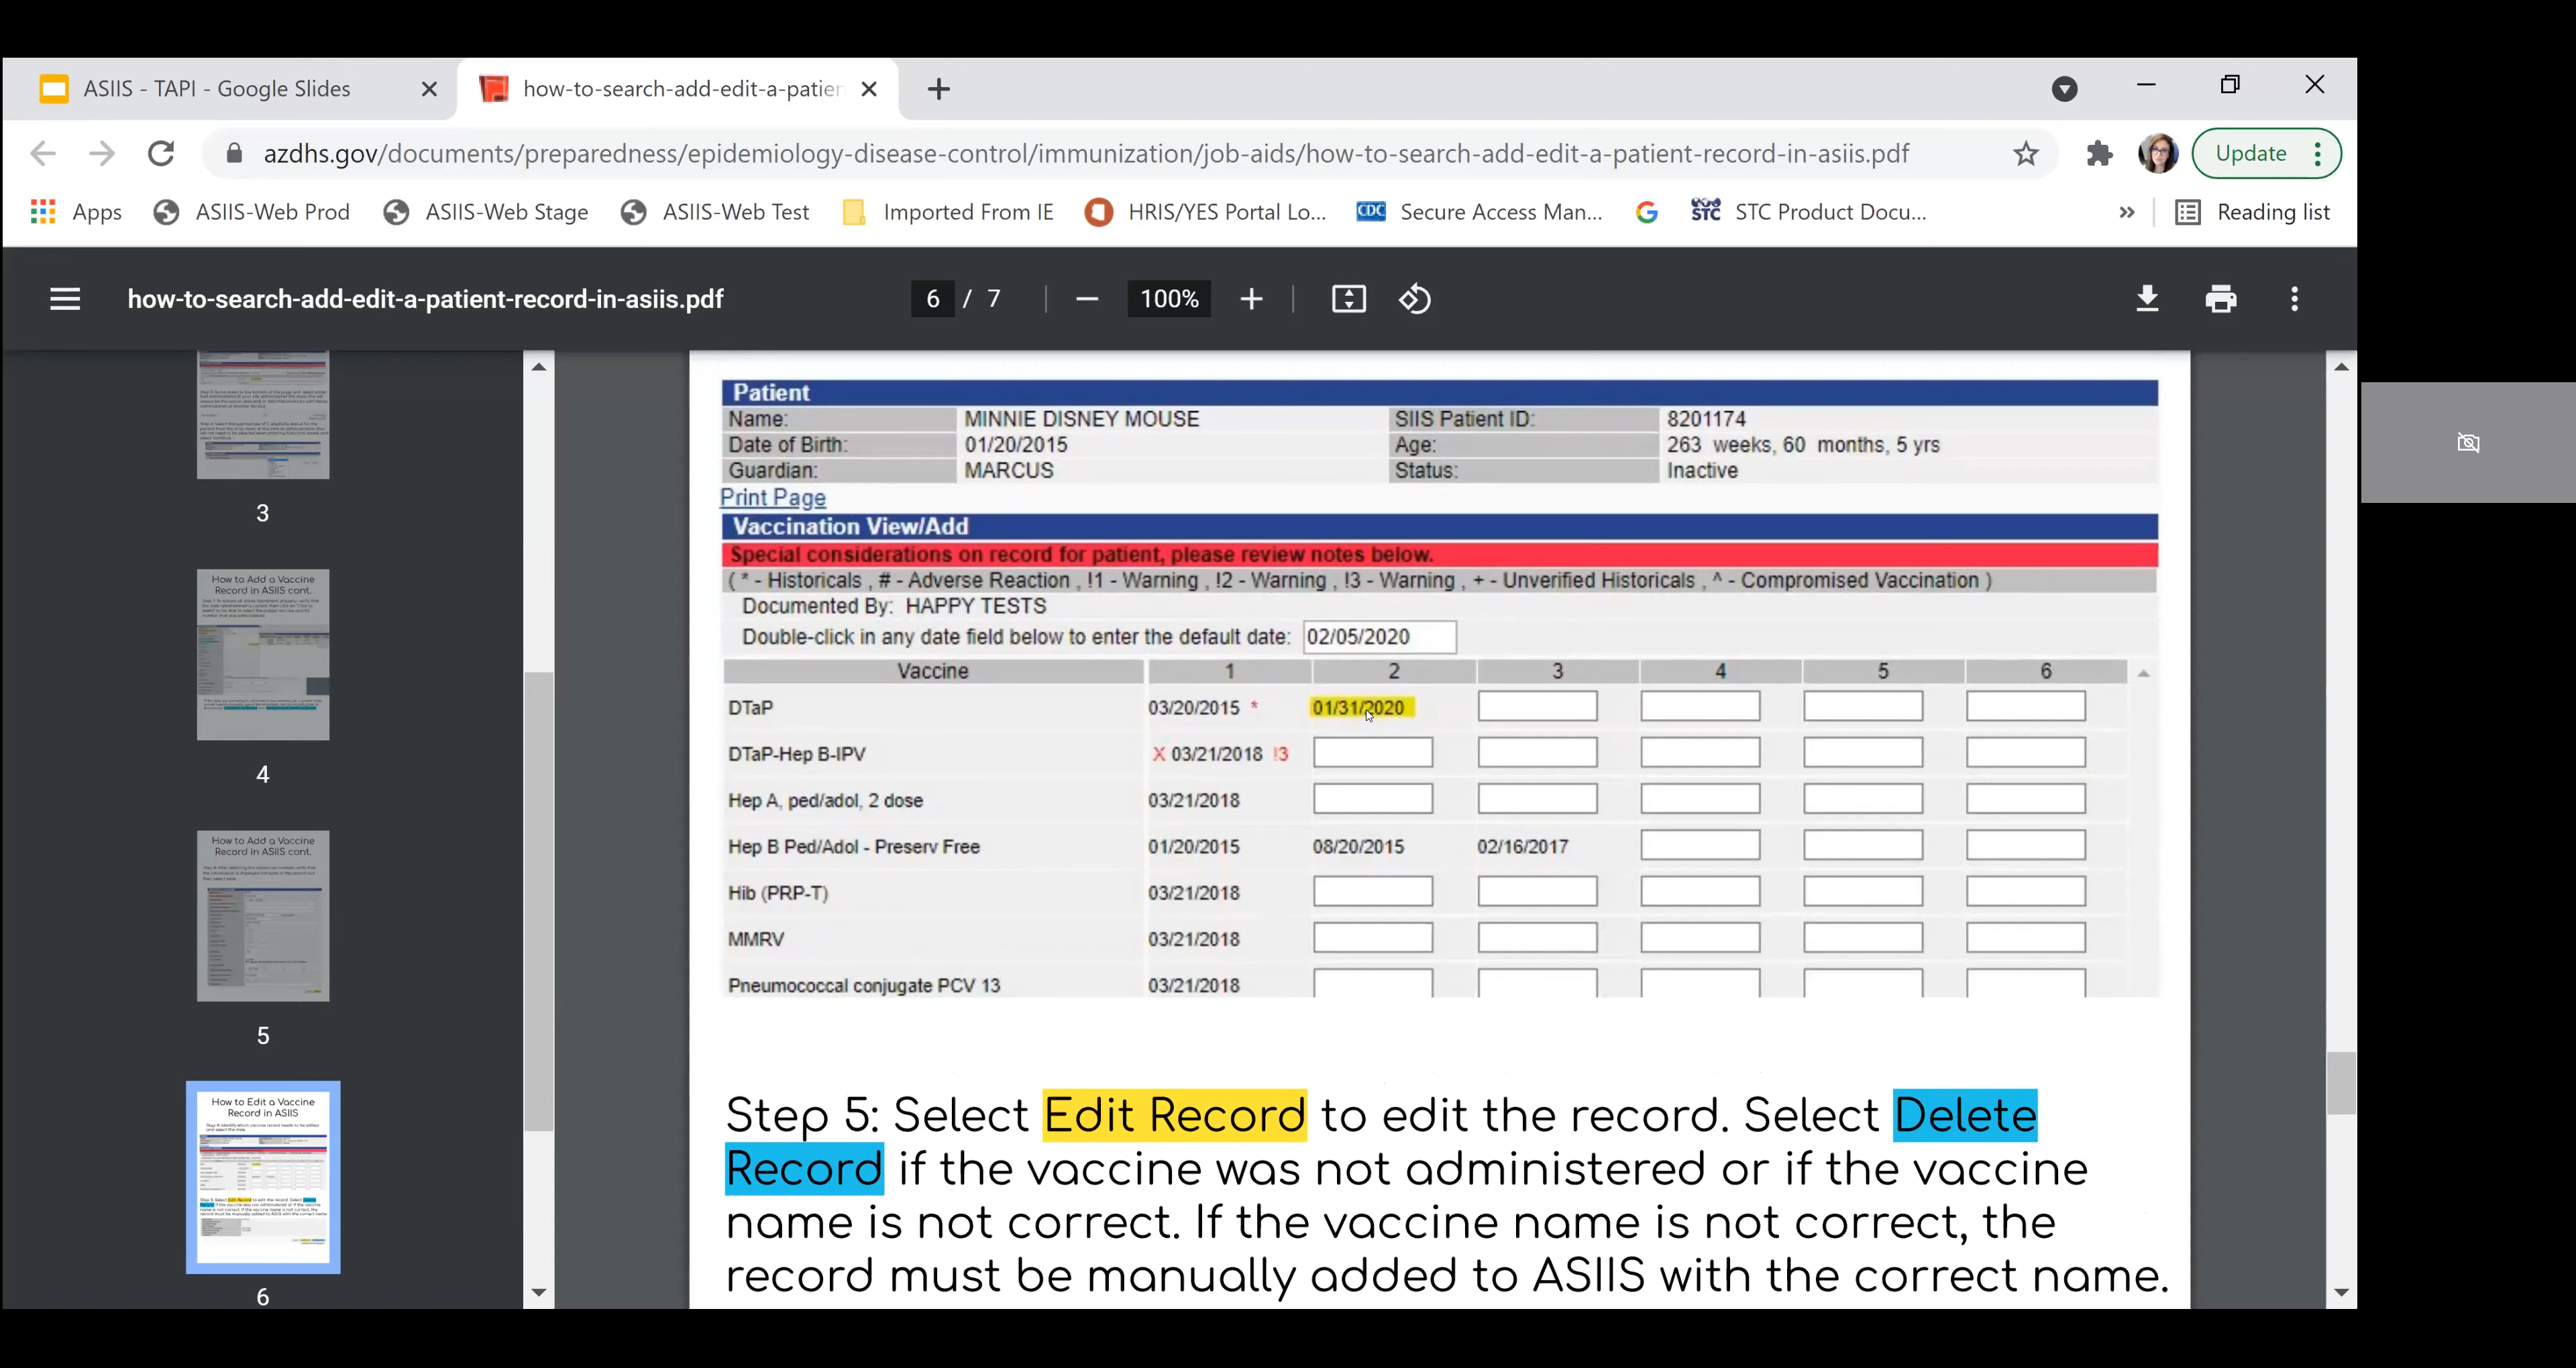 ASIIS - TAPI - Google Slides
how-to-search-add-edit-a-patien
azdhs.gov/documents/preparedness/epidemiology-disease-control/immunization/job-aids/how-to-search-add-edit-a-patient-record-in-asiis.pdf
Update
Apps ASIIS-Web Prod ASIIS-Web Stage ASIIS-Web Test Imported From IE HRIS/YES Portal Lo... CDC Secure Access Man... G STC STC Product Docu... » Reading list
how-to-search-add-edit-a-patient-record-in-asiis.pdf 6 / 7 100%
3
How to Add a Vaccine
Record in ASIIS cont.
4
How to Add a Vaccine
Record in ASIIS cont.
5
How to Edit a Vaccine
Record in ASIIS
6
Patient
Name: MINNIE DISNEY MOUSE SIIS Patient ID: 8201174
Date of Birth: 01/20/2015 Age: 263 weeks, 60 months, 5 yrs
Guardian: MARCUS Status: Inactive
Print Page
Vaccination View/Add
Special considerations on record for patient, please review notes below.
( * - Historicals , # - Adverse Reaction , !1 - Warning , !2 - Warning , !3 - Warning , + - Unverified Historicals , ^ - Compromised Vaccination )
Documented By: HAPPY TESTS
Double-click in any date field below to enter the default date: 02/05/2020
Vaccine 1 2 3 4 5 6
DTaP 03/20/2015 * 01/31/2020
DTaP-Hep B-IPV X 03/21/2018 !3
Hep A, ped/adol, 2 dose 03/21/2018
Hep B Ped/Adol - Preserv Free 01/20/2015 08/20/2015 02/16/2017
Hib (PRP-T) 03/21/2018
MMRV 03/21/2018
Pneumococcal conjugate PCV 13 03/21/2018
Step 5: Select Edit Record to edit the record. Select Delete
Record if the vaccine was not administered or if the vaccine
name is not correct. If the vaccine name is not correct, the
record must be manually added to ASIIS with the correct name.